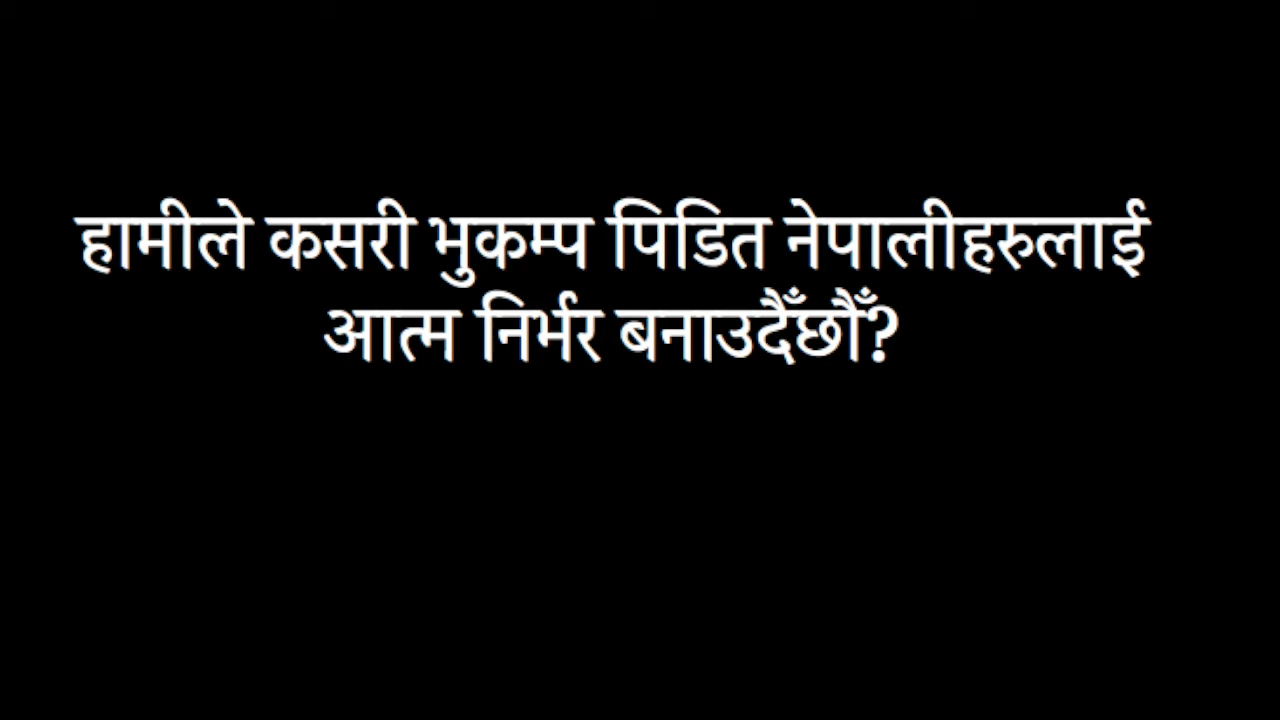 हामीले कसरी भुकम्प पिडित नेपालीहरुलाई
आत्म निर्भर बनाउदैँछौँ?